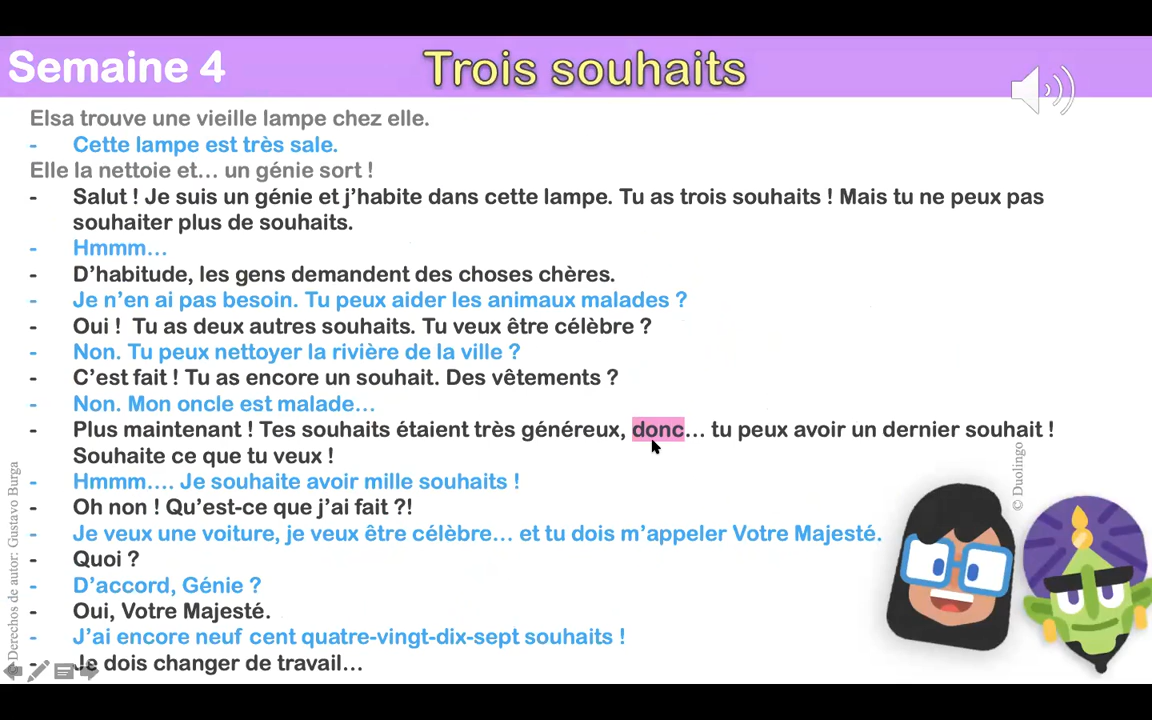 Semaine 4
Trois souhaits
Elsa trouve une vieille lampe chez elle.
- Cette lampe est très sale.
Elle la nettoie et… un génie sort !
- Salut ! Je suis un génie et j’habite dans cette lampe. Tu as trois souhaits ! Mais tu ne peux pas
souhaiter plus de souhaits.
- Hmmm…
- D’habitude, les gens demandent des choses chères.
- Je n’en ai pas besoin. Tu peux aider les animaux malades ?
- Oui ! Tu as deux autres souhaits. Tu veux être célèbre ?
- Non. Tu peux nettoyer la rivière de la ville ?
- C’est fait ! Tu as encore un souhait. Des vêtements ?
- Non. Mon oncle est malade…
- Plus maintenant ! Tes souhaits étaient très généreux, donc… tu peux avoir un dernier souhait !
Souhaite ce que tu veux !
- Hmmm…. Je souhaite avoir mille souhaits !
- Oh non ! Qu’est-ce que j’ai fait ?!
- Je veux une voiture, je veux être célèbre… et tu dois m’appeler Votre Majesté.
- Quoi ?
- D’accord, Génie ?
- Oui, Votre Majesté.
- J’ai encore neuf cent quatre-vingt-dix-sept souhaits !
- Je dois changer de travail…
©Derechos de autor: Gustavo Burga
© Duolingo